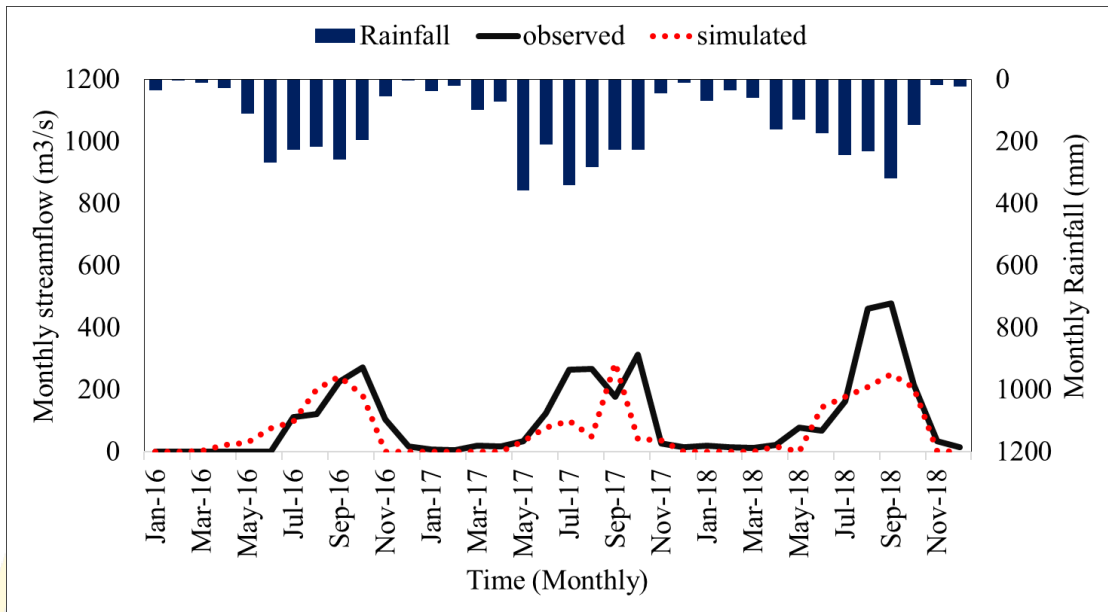 Rainfall observed simulated
1200
1000
800
600
400
200
0
Monthly streamflow (m3/s)
0
200
400
600
800
1000
1200
Monthly Rainfall (mm)
Jan-16
Mar-16
May-16
Jul-16
Sep-16
Nov-16
Jan-17
Mar-17
May-17
Jul-17
Sep-17
Nov-17
Jan-18
Mar-18
May-18
Jul-18
Sep-18
Nov-18
Time (Monthly)